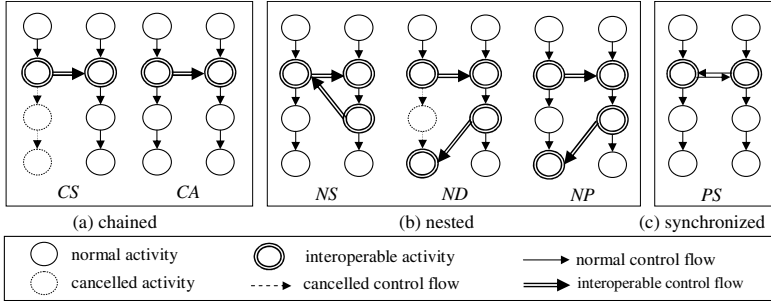 CS CA NS ND NP PS
(a) chained (b) nested (c) synchronized
normal activity interoperable activity normal control flow
cancelled activity cancelled control flow interoperable control flow